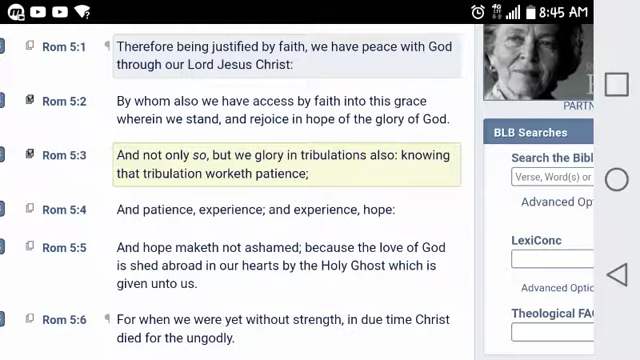 8:45 AM
Rom 5:1 ¶ Therefore being justified by faith, we have peace with God
through our Lord Jesus Christ:
Rom 5:2 By whom also we have access by faith into this grace
wherein we stand, and rejoice in hope of the glory of God.
Rom 5:3 And not only so, but we glory in tribulations also: knowing
that tribulation worketh patience;
Rom 5:4 And patience, experience; and experience, hope:
Rom 5:5 And hope maketh not ashamed; because the love of God
is shed abroad in our hearts by the Holy Ghost which is
given unto us.
Rom 5:6 ¶ For when we were yet without strength, in due time Christ
died for the ungodly.
PARTN
BLB Searches
Search the Bibl
Verse, Word(s) or
Advanced Opt
LexiConc
Advanced Optic
Theological FAQ